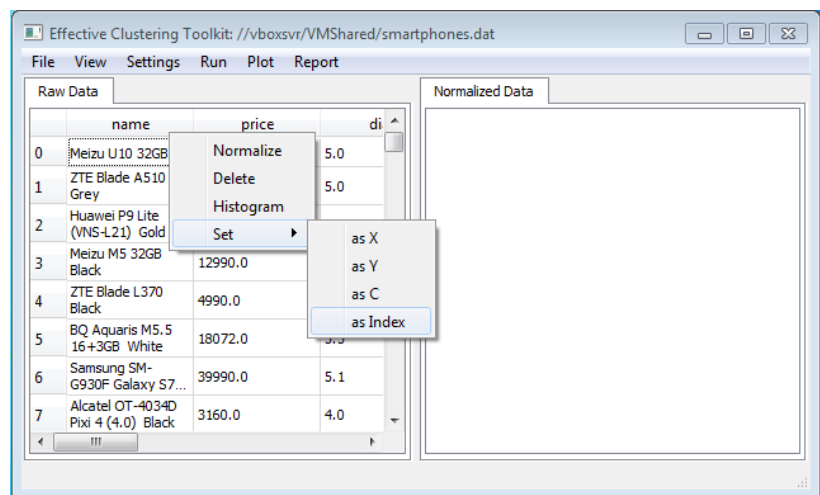 Effective Clustering Toolkit: //vboxsvr/VMShared/smartphones.dat
File View Settings Run Plot Report
Raw Data
Normalized Data
name price di
0 Meizu U10 32GB 5.0
1 ZTE Blade A510
Grey 5.0
2 Huawei P9 Lite
(VNS-L21) Gold
3 Meizu M5 32GB
Black 12990.0
4 ZTE Blade L370
Black 4990.0
5 BQ Aquaris M5.5
16+3GB White 18072.0
6 Samsung SM-
G930F Galaxy S7... 39990.0 5.1
7 Alcatel OT-4034D
Pixi 4 (4.0) Black 3160.0 4.0
Normalize
Delete
Histogram
Set
as X
as Y
as C
as Index